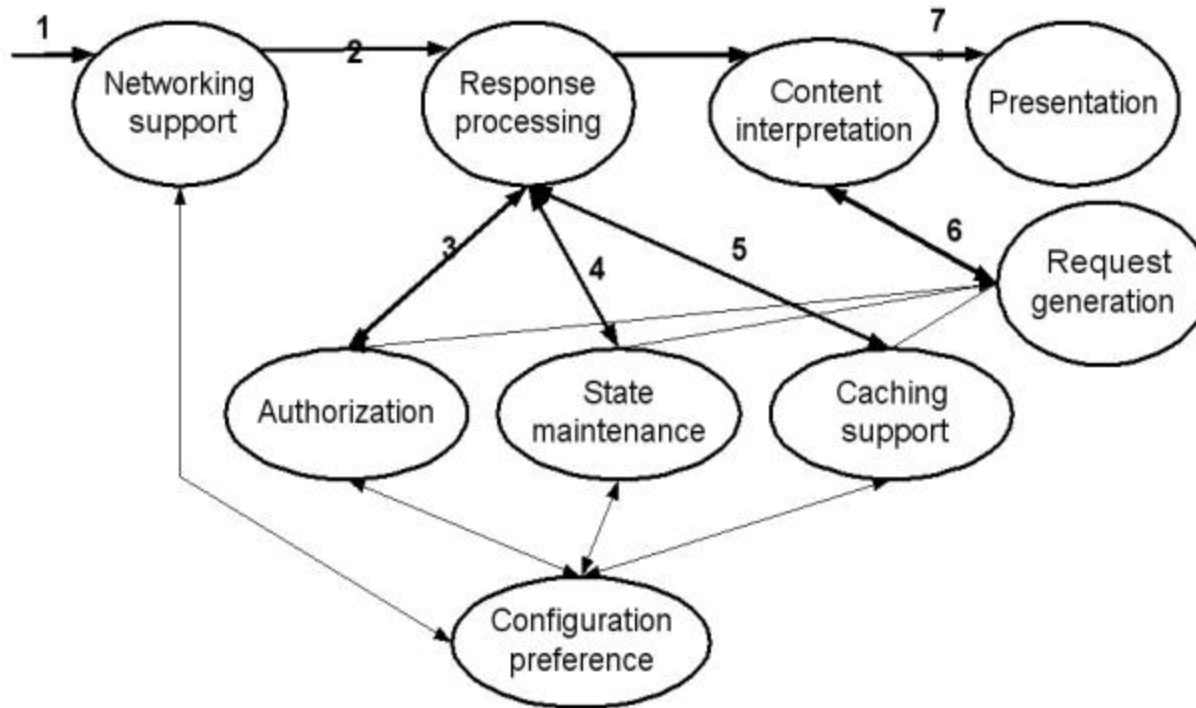 1
2
7
Networking
support
Response
processing
Content
interpretation
Presentation
3
4
5
6
Request
generation
Authorization
State
maintenance
Caching
support
Configuration
preference